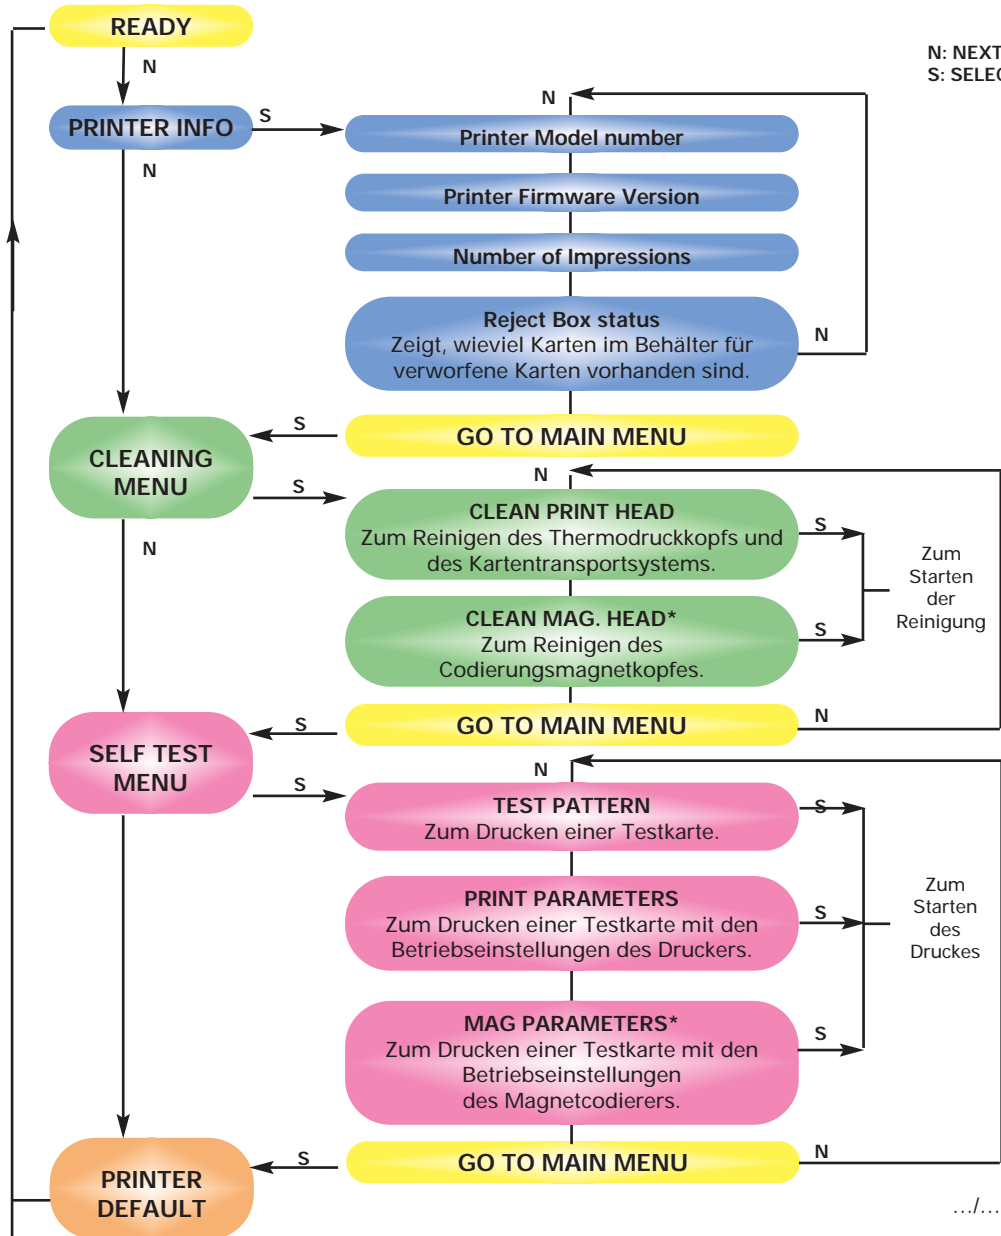 READY
N: NEXT
N
S: SELEC
N
PRINTER INFO
S
Printer Model number
N
Printer Firmware Version
Number of Impressions
Reject Box status
Zeigt, wieviel Karten im Behälter für
verworfene Karten vorhanden sind.
N
S
GO TO MAIN MENU
CLEANING
MENU
N
S
CLEAN PRINT HEAD
Zum Reinigen des Thermodruckkopfs und
des Kartentransportsystems.
S
N
Zum
Starten
der
Reinigung
CLEAN MAG. HEAD*
Zum Reinigen des
Codierungsmagnetkopfes.
S
S
GO TO MAIN MENU
N
SELF TEST
MENU
N
S
TEST PATTERN
Zum Drucken einer Testkarte.
S
PRINT PARAMETERS
Zum Drucken einer Testkarte mit den
Betriebseinstellungen des Druckers.
S
Zum
Starten
des
Druckes
MAG PARAMETERS*
Zum Drucken einer Testkarte mit den
Betriebseinstellungen
des Magnetcodierers.
S
S
GO TO MAIN MENU
N
PRINTER
DEFAULT
.../...